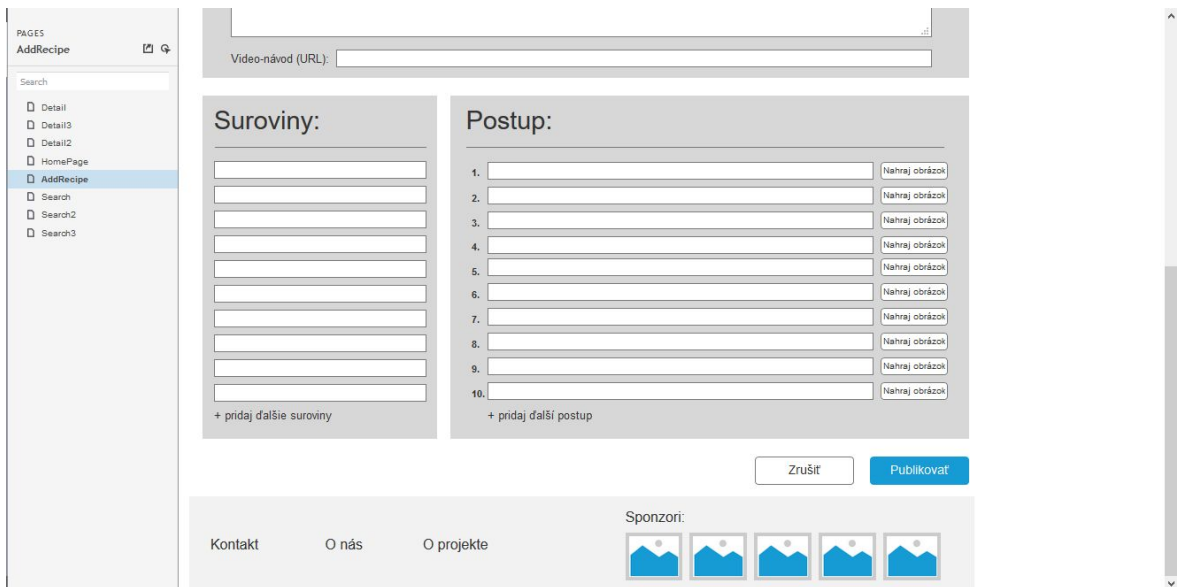 PAGES
AddRecipe
Search
Detail
Detail3
Detail2
HomePage
AddRecipe
Search
Search2
Search3
Video-návod (URL):
Suroviny:
+ pridaj ďalšie suroviny
Postup:
1. Nahraj obrázok
2. Nahraj obrázok
3. Nahraj obrázok
4. Nahraj obrázok
5. Nahraj obrázok
6. Nahraj obrázok
7. Nahraj obrázok
8. Nahraj obrázok
9. Nahraj obrázok
10. Nahraj obrázok
+ pridaj ďalší postup
Zrušiť Publikovať
Kontakt O nás O projekte
Sponzori: